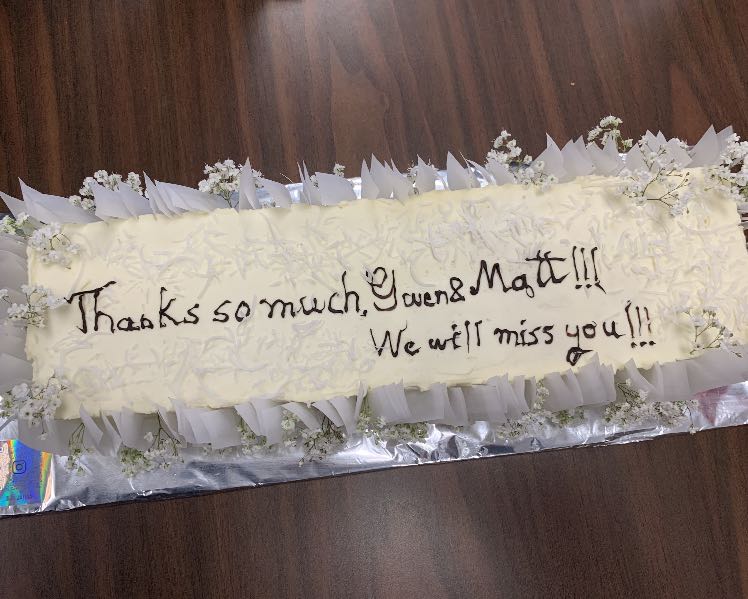 Thanks so much, Gwen & Matt!!!
We will miss you!!!